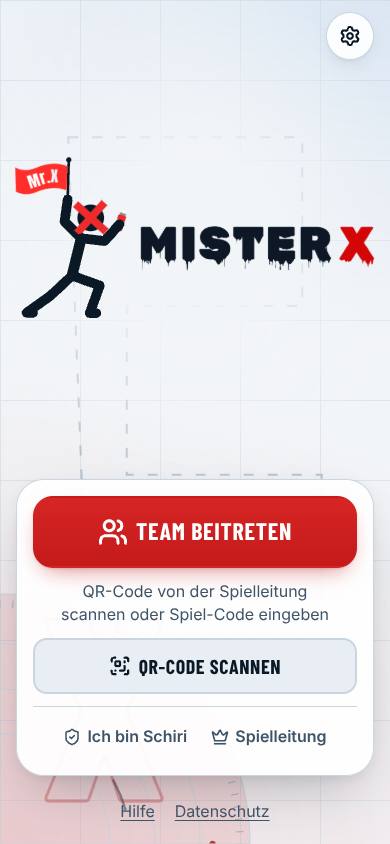 Mr.X
MISTER X
TEAM BEITRETEN
QR-Code von der Spielleitung
scannen oder Spiel-Code eingeben
QR-CODE SCANNEN
Ich bin Schiri
Spielleitung
Hilfe
Datenschutz